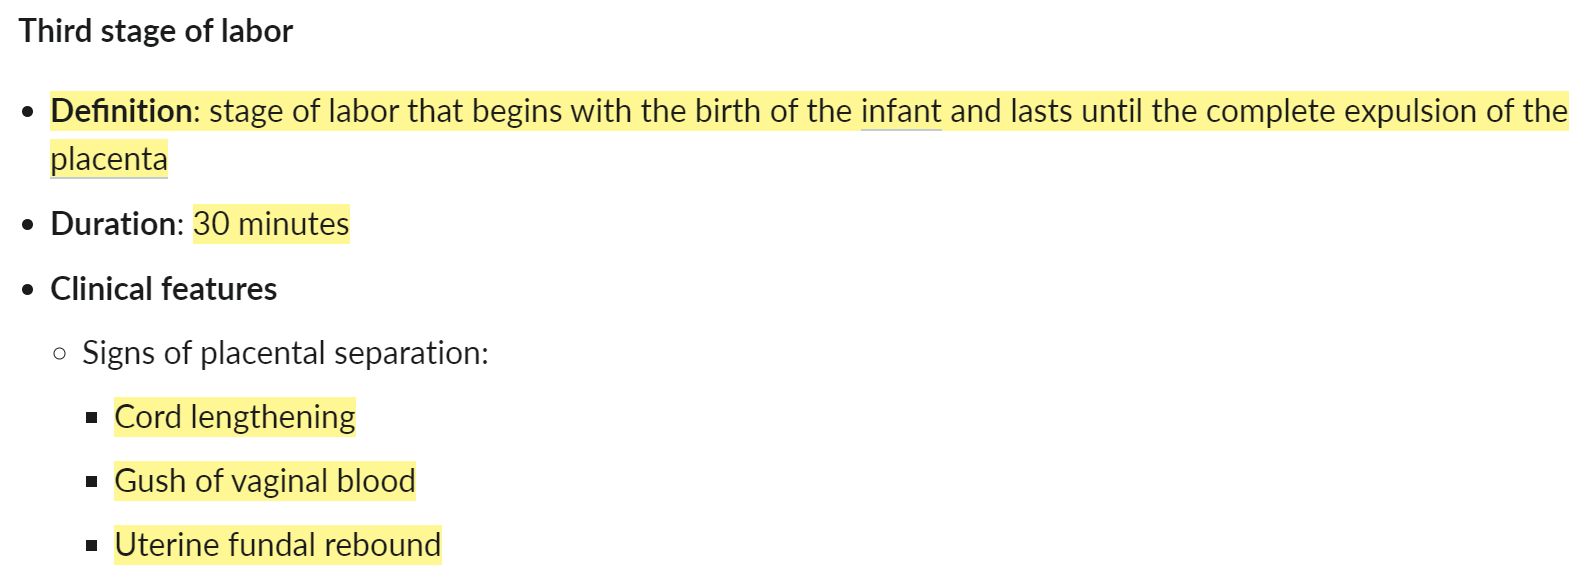 Third stage of labor
• Definition: stage of labor that begins with the birth of the infant and lasts until the complete expulsion of the
placenta
• Duration: 30 minutes
• Clinical features
○ Signs of placental separation:
▪ Cord lengthening
▪ Gush of vaginal blood
▪ Uterine fundal rebound